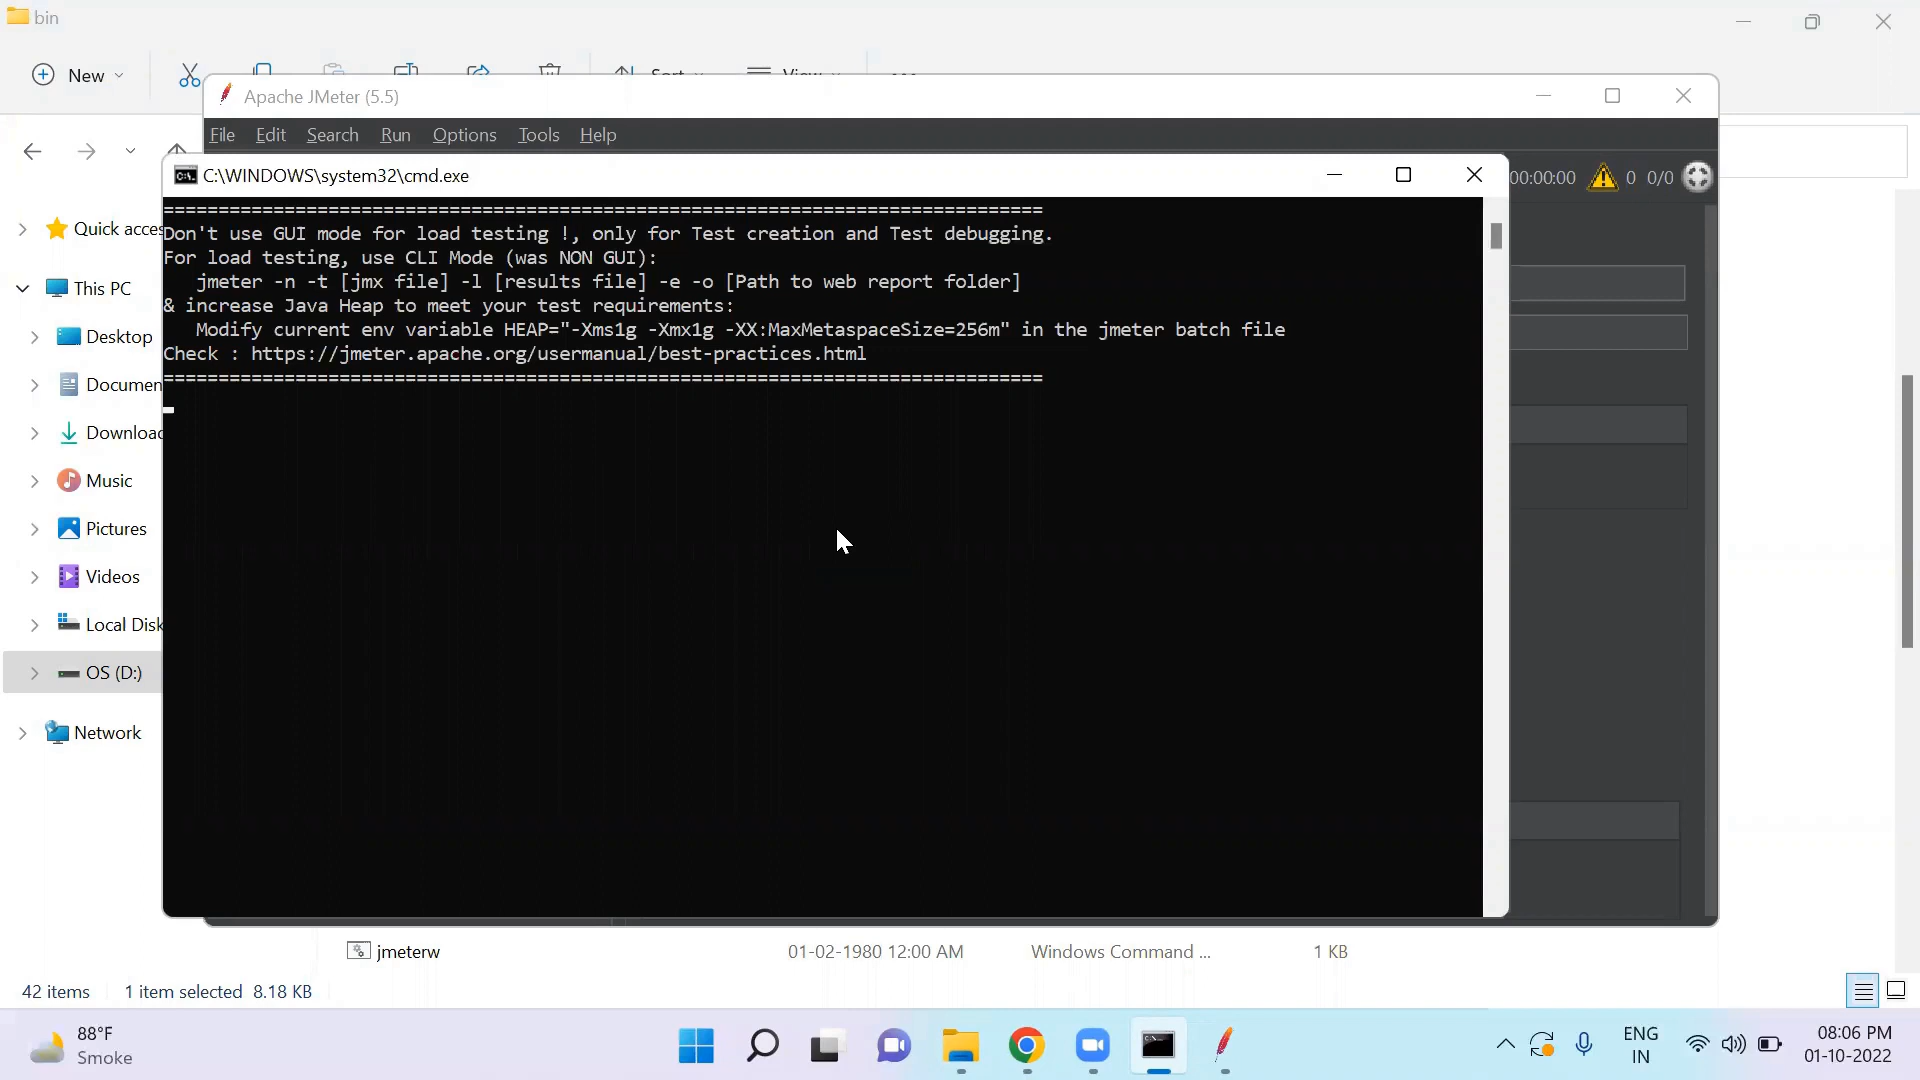 bin
New
Sort
View
Apache JMeter (5.5)
File Edit Search Run Options Tools Help
C:\WINDOWS\system32\cmd.exe
00:00:00 0 0/0
================================================================================
Don't use GUI mode for load testing !, only for Test creation and Test debugging.
For load testing, use CLI Mode (was NON GUI):
   jmeter -n -t [jmx file] -l [results file] -e -o [Path to web report folder]
& increase Java Heap to meet your test requirements:
   Modify current env variable HEAP="-Xms1g -Xmx1g -XX:MaxMetaspaceSize=256m" in the jmeter batch file
Check : https://jmeter.apache.org/usermanual/best-practices.html
================================================================================
Quick acces
This PC
Desktop
Documen
Downloac
Music
Pictures
Videos
Local Disk
OS (D:)
Network
jmeterw 01-02-1980 12:00 AM Windows Command ... 1 KB
42 items 1 item selected 8.18 KB
88°F
Smoke
ENG
IN
08:06 PM
01-10-2022